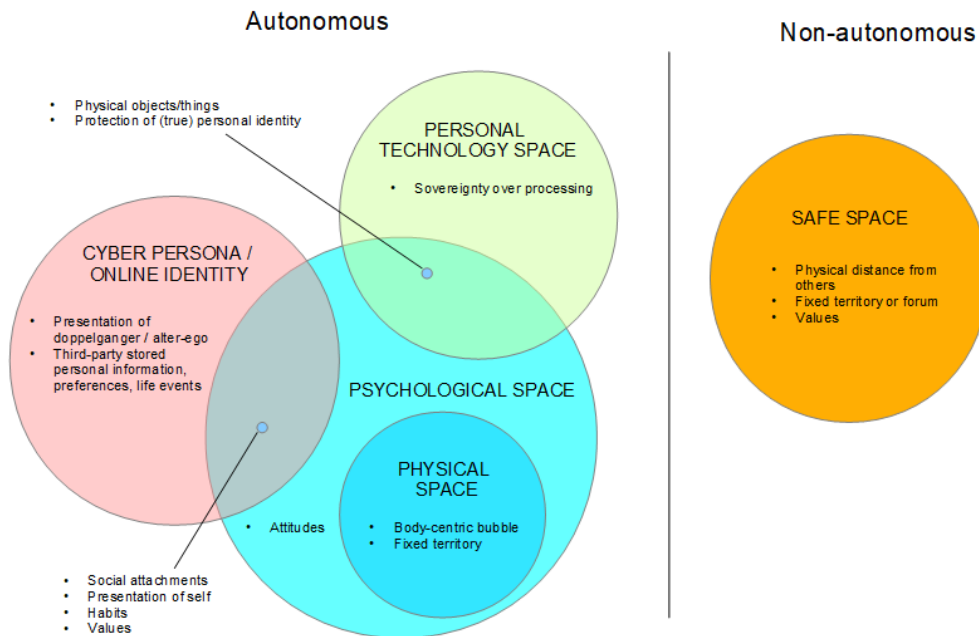 Autonomous
Non-autonomous
• Physical objects/things
• Protection of (true) personal identity
PERSONAL
TECHNOLOGY SPACE
• Sovereignty over processing
SAFE SPACE
• Physical distance from
others
• Fixed territory or forum
• Values
CYBER PERSONA /
ONLINE IDENTITY
• Presentation of
doppelganger / alter-ego
• Third-party stored
personal information,
preferences, life events
PSYCHOLOGICAL SPACE
• Attitudes
PHYSICAL
SPACE
• Body-centric bubble
• Fixed territory
• Social attachments
• Presentation of self
• Habits
• Values